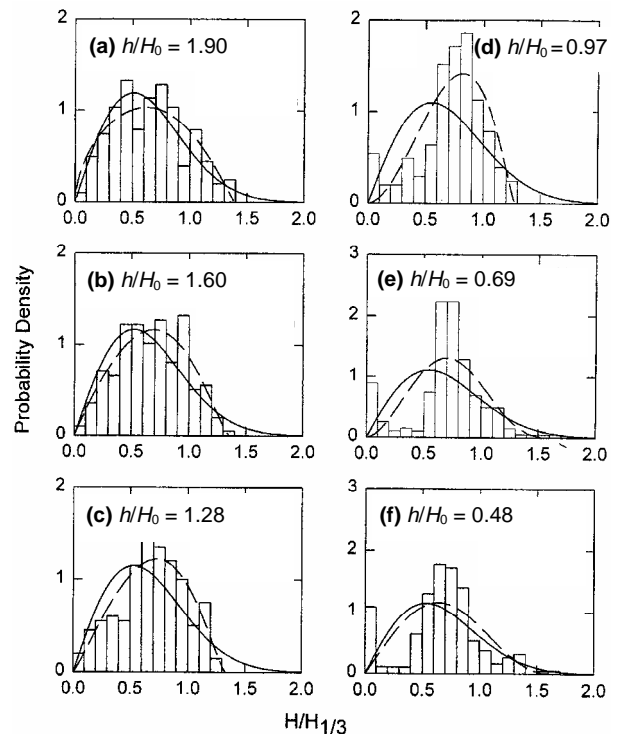 (a) h/H0 = 1.90
2
1
0
0.0 0.5 1.0 1.5 2.0
(d) h/H0 = 0.97
2
1
0
0.0 0.5 1.0 1.5 2.0
(b) h/H0 = 1.60
2
1
0
0.0 0.5 1.0 1.5 2.0
(e) h/H0 = 0.69
3
2
1
0
0.0 0.5 1.0 1.5 2.0
(c) h/H0 = 1.28
2
1
0
0.0 0.5 1.0 1.5 2.0
(f) h/H0 = 0.48
3
2
1
0
0.0 0.5 1.0 1.5 2.0
Probability Density
H/H1/3